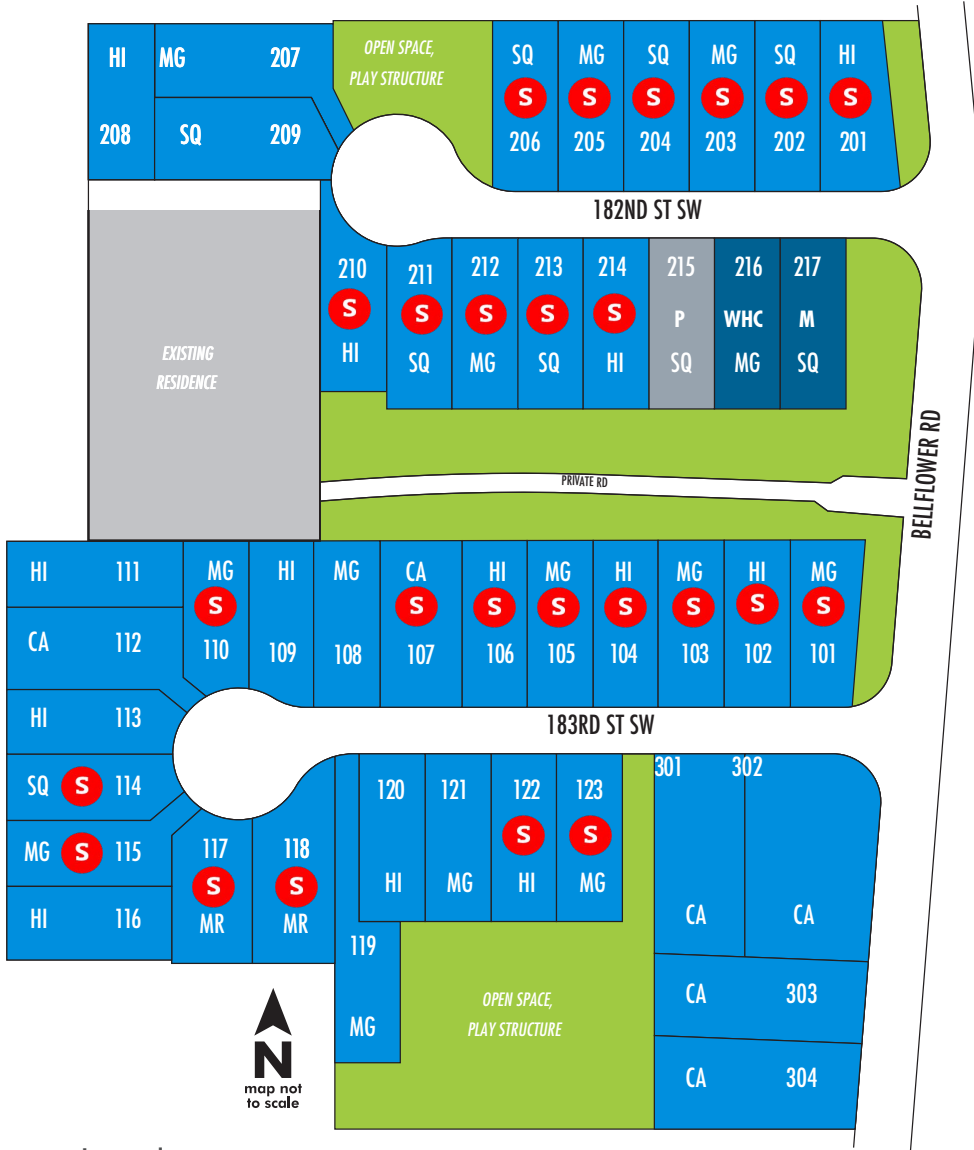 HI MG 207
208 SQ 209
OPEN SPACE,
PLAY STRUCTURE
SQ MG SQ MG SQ HI
S S S S S S
206 205 204 203 202 201
182ND ST SW
210 211 212 213 214 215 216 217
S S S S S P WHC M
HI SQ MG SQ HI SQ MG SQ
EXISTING
RESIDENCE
PRIVATE RD
BELLFLOWER RD
HI 111
MG HI MG CA HI MG HI MG HI MG
S S S S S S S S
110 109 108 107 106 105 104 103 102 101
CA 112
HI 113
183RD ST SW
SQ S 114
MG S 115
HI 116
117 118
S S
MR MR
120 121 122 123
S S
HI MG HI MG
301 302
CA CA
119
MG
OPEN SPACE,
PLAY STRUCTURE
CA 303
CA 304
N
map not
to scale